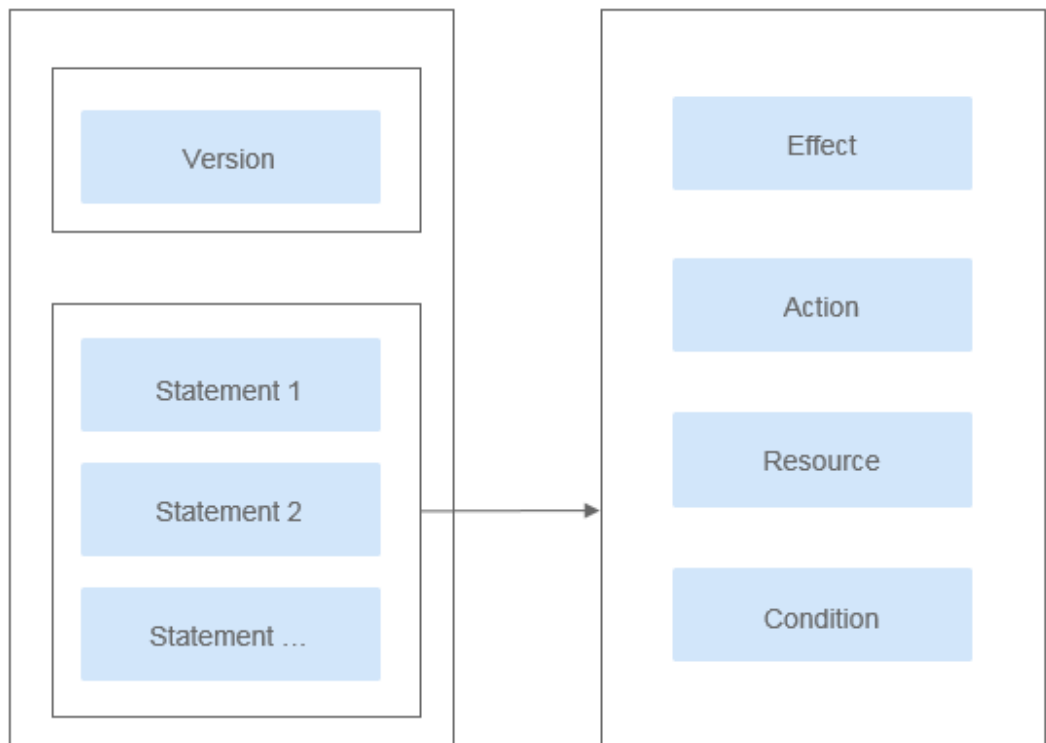 Version
Statement 1
Statement 2
Statement ...
Effect
Action
Resource
Condition